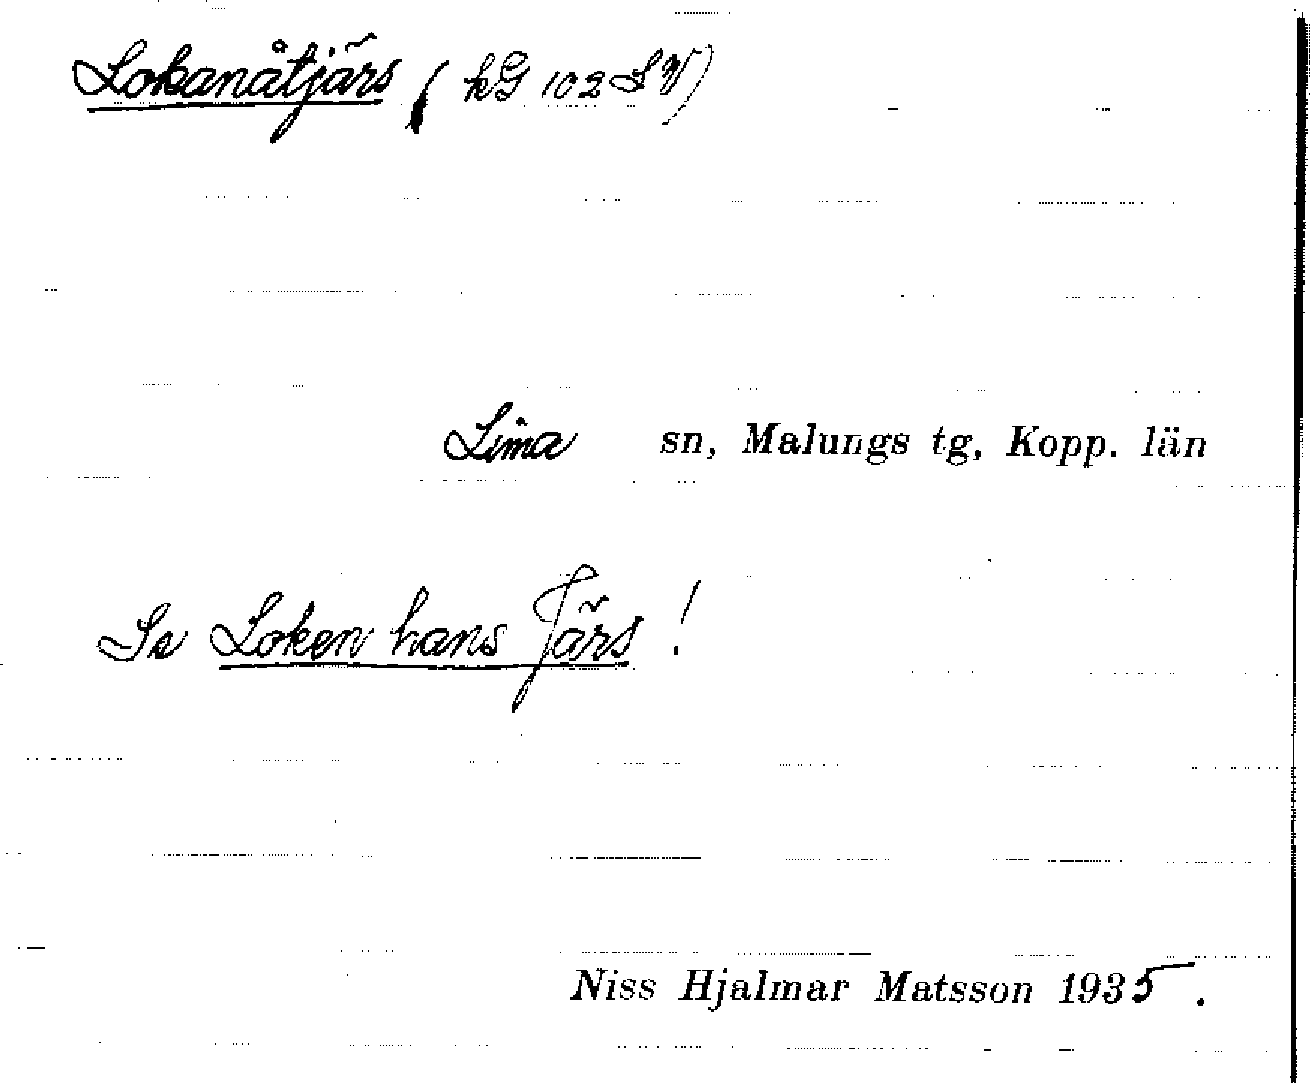 Lokanåtjärs (kG 102 SV)
Lima sn, Malungs tg, Kopp. län
Se Loken hans Järs!
Niss Hjalmar Matsson 1935.